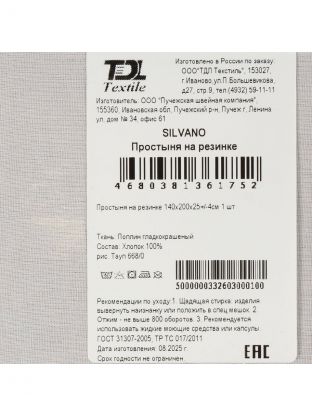 TDL
Textile
Изготовлено в России по заказу:
ООО"ТДЛ Текстиль", 153027,
г.Иваново,ул.П.Большевикова,
д27, стр.9, тел.(4932) 59-11-11
Изготовитель: ООО "Пучежская швейная компания",
155360, Ивановская обл, Пучежский р-н, Пучеж г, Ленина
ул, дом № 34, офис 61
SILVANO
Простыня на резинке
4680381361752
Простыня на резинке 140х200х25+/-4см 1 шт
Ткань: Поплин гладкокрашеный
Состав: Хлопок 100%
рис. Тауп 668/0
5000000332603000100
Рекомендации по уходу:1. Щадящая стирка: изделия
вывернуть наизнанку или положить в спец мешок. 2.
Отжим - не выше 800 оборотов. 3. Рекомендуется
использовать жидкие моющие средства или капсулы.
ГОСТ 31307-2005, ТР ТС 017/2011
Дата изготовления: 08.2025 г.
Срок годности не ограничен
EAC